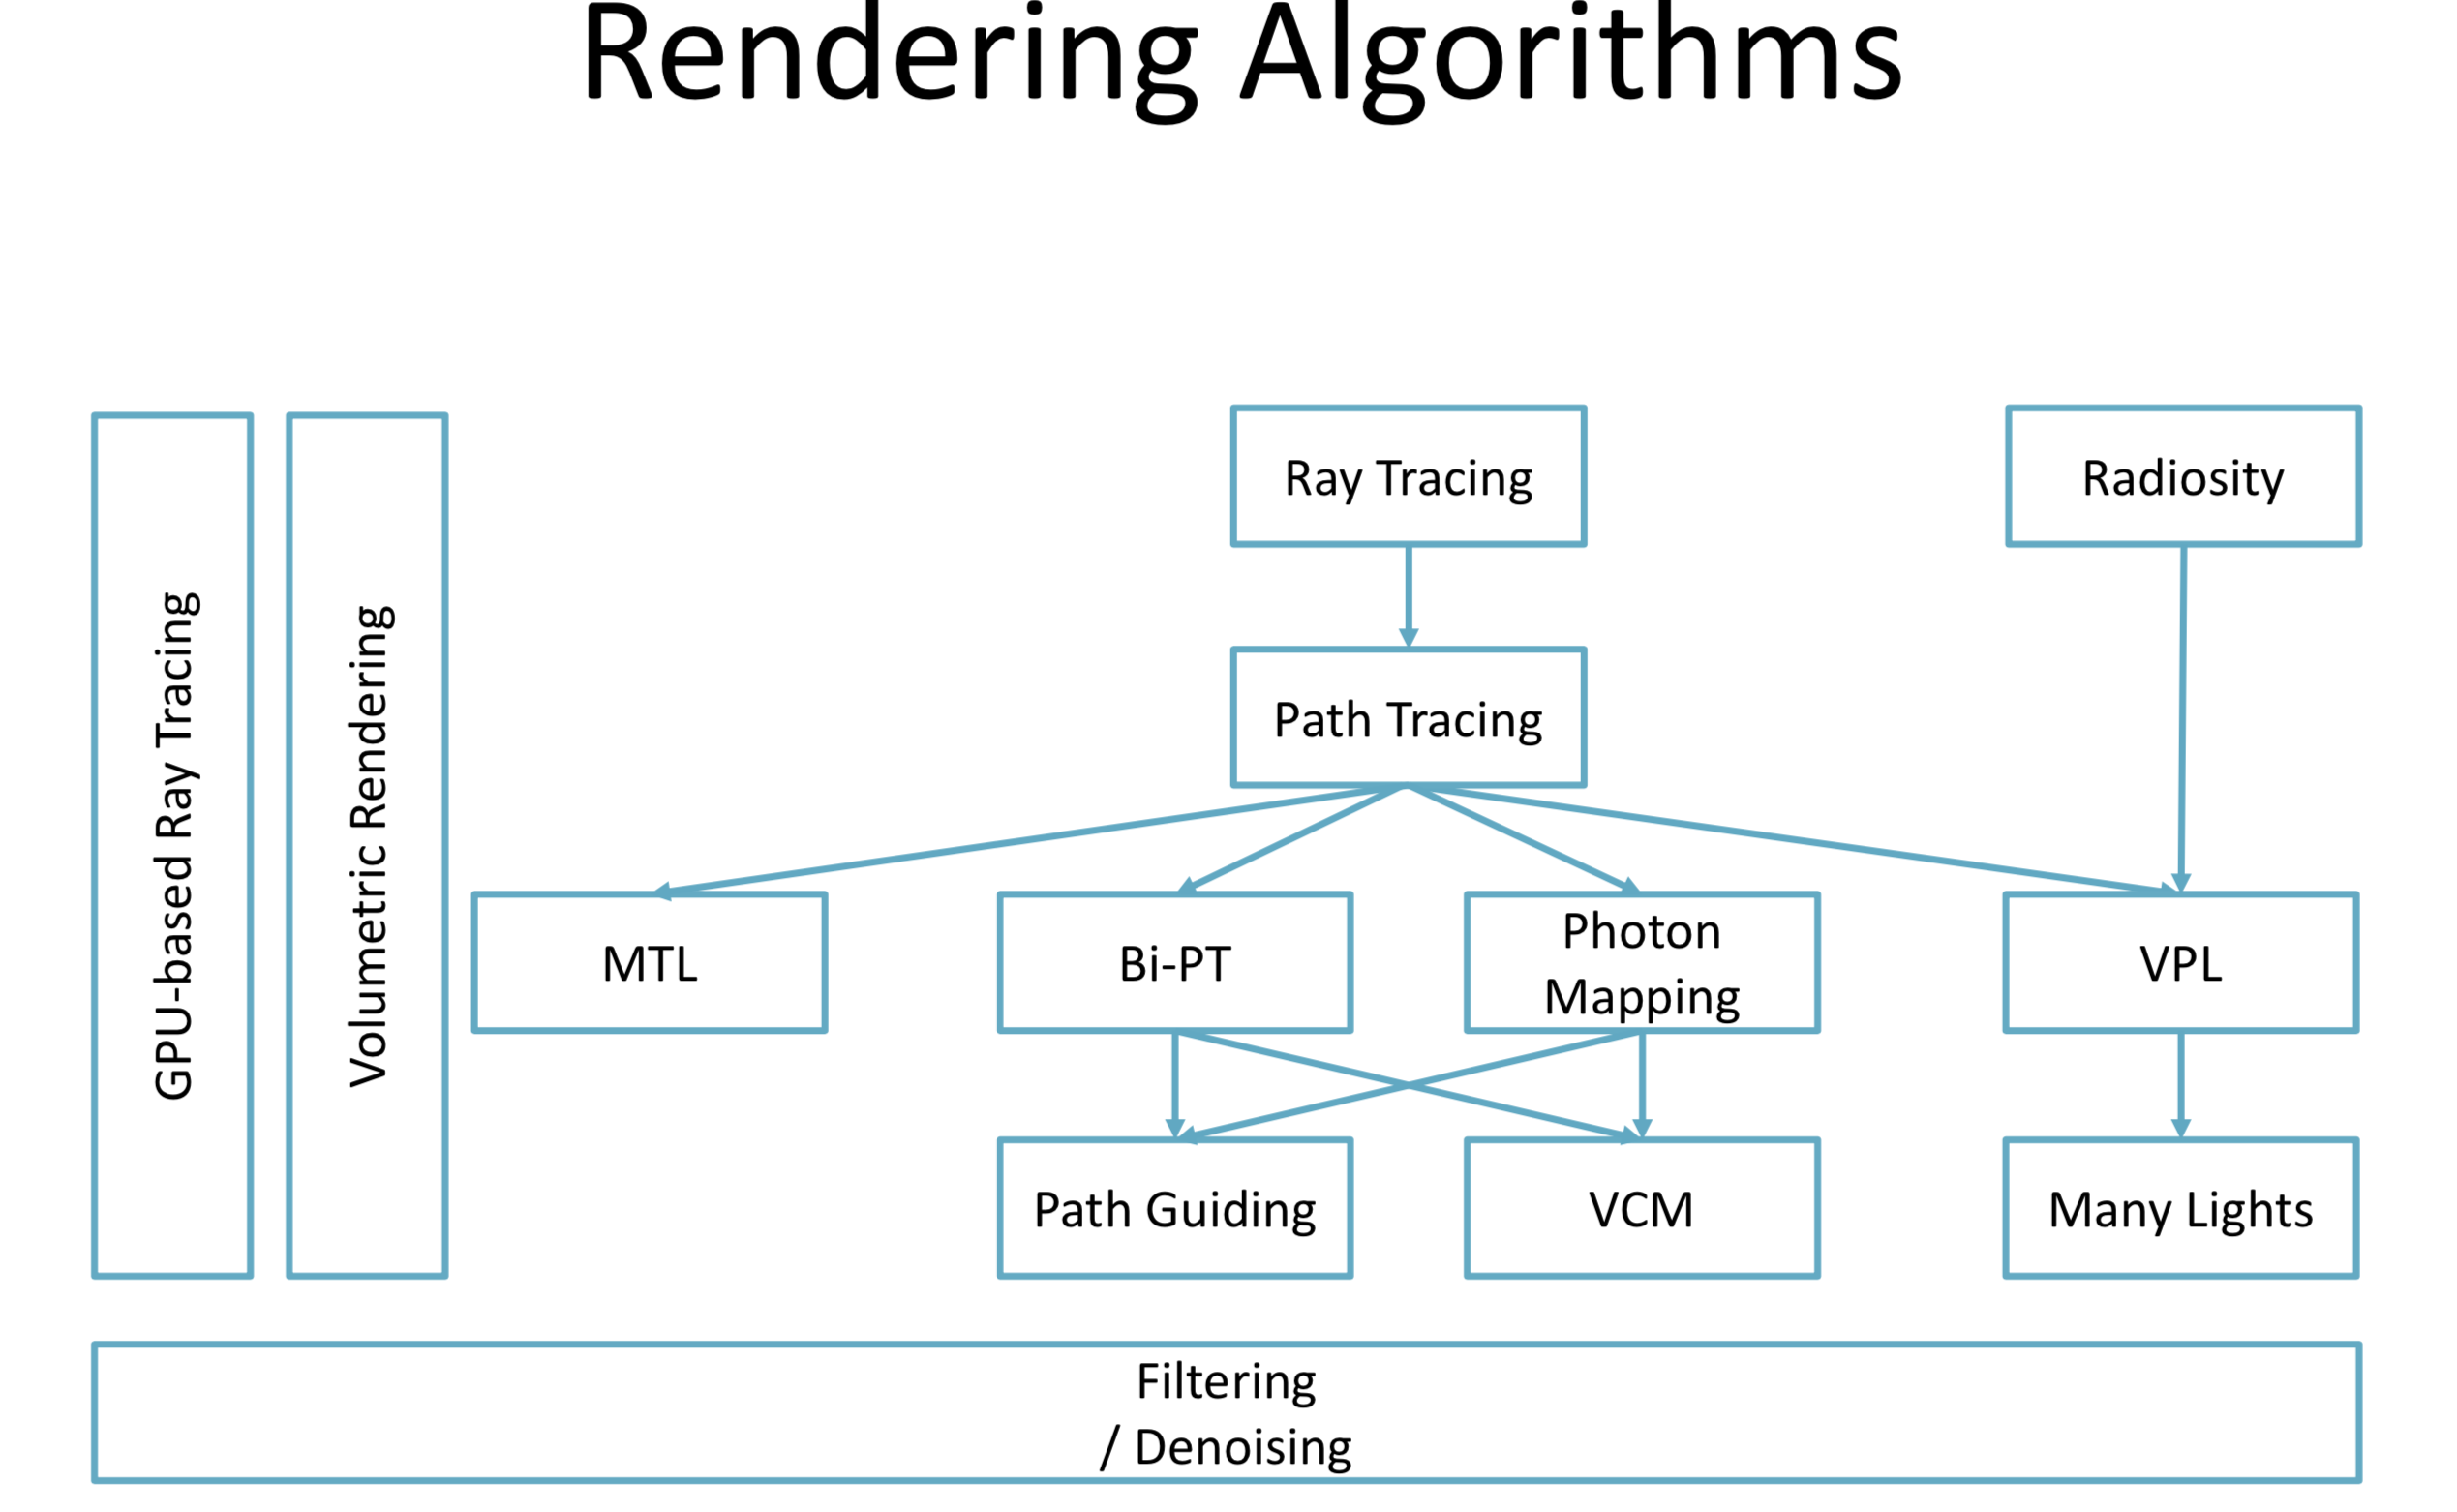 Rendering Algorithms
GPU-based Ray Tracing
Volumetric Rendering
Ray Tracing
Radiosity
Path Tracing
MTL
Bi-PT
Photon
Mapping
VPL
Path Guiding
VCM
Many Lights
Filtering
/ Denoising